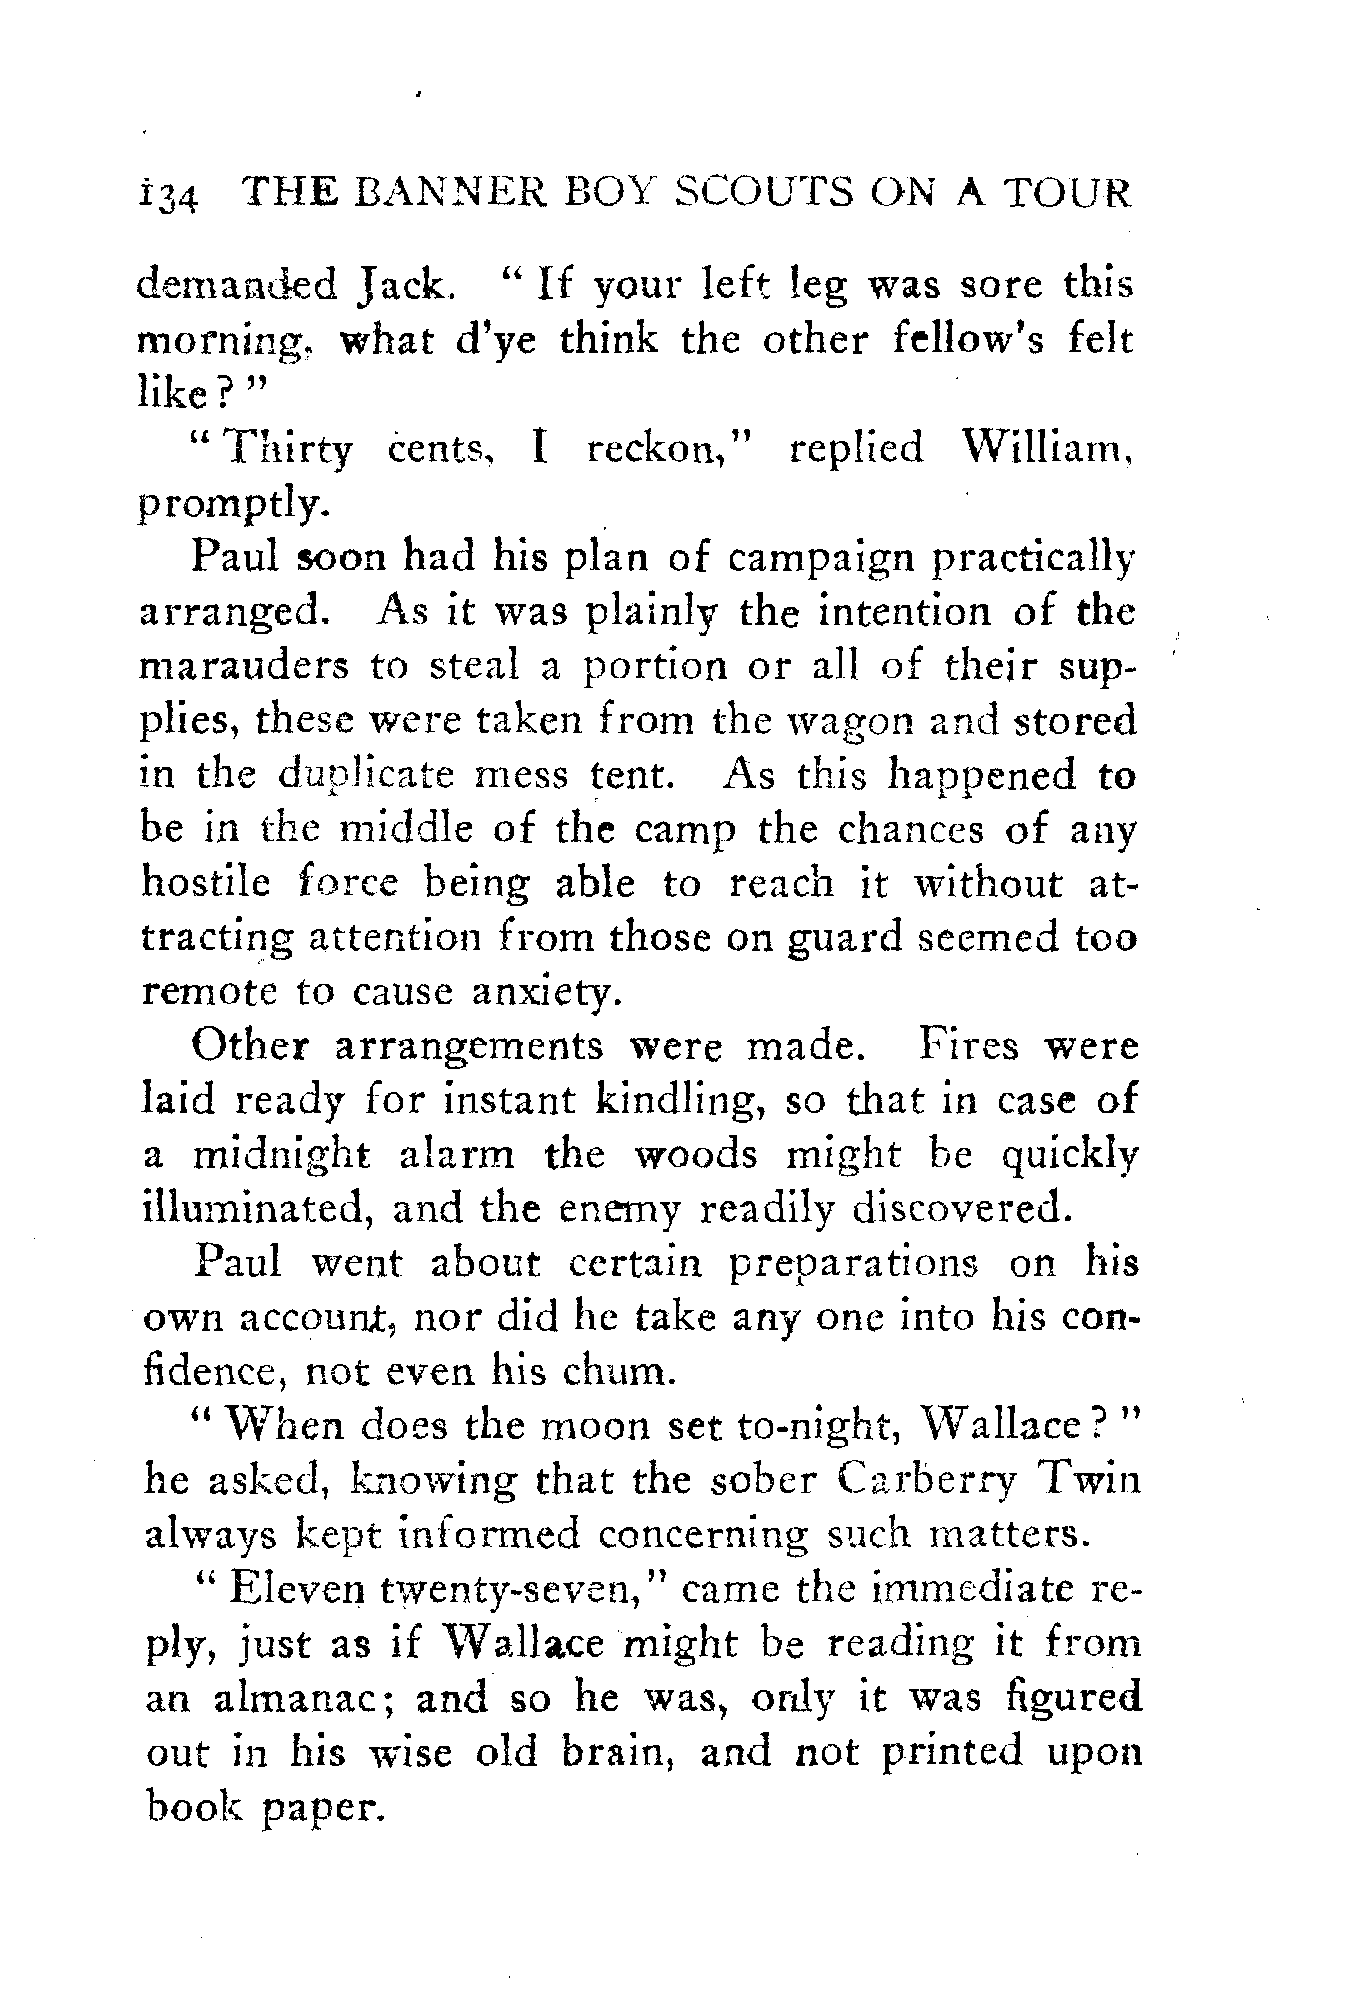 134 THE BANNER BOY SCOUTS ON A TOUR
demanded Jack. " If your left leg was sore this
morning, what d'ye think the other fellow's felt
like ? "
" Thirty cents, I reckon," replied William,
promptly.
Paul soon had his plan of campaign practically
arranged. As it was plainly the intention of the
marauders to steal a portion or all of their sup-
plies, these were taken from the wagon and stored
in the duplicate mess tent. As this happened to
be in the middle of the camp the chances of any
hostile force being able to reach it without at-
tracting attention from those on guard seemed too
remote to cause anxiety.
Other arrangements were made. Fires were
laid ready for instant kindling, so that in case of
a midnight alarm the woods might be quickly
illuminated, and the enemy readily discovered.
Paul went about certain preparations on his
own account, nor did he take any one into his con-
fidence, not even his chum.
" When does the moon set to-night, Wallace ? "
he asked, knowing that the sober Carberry Twin
always kept informed concerning such matters.
" Eleven twenty-seven," came the immediate re-
ply, just as if Wallace might be reading it from
an almanac; and so he was, only it was figured
out in his wise old brain, and not printed upon
book paper.